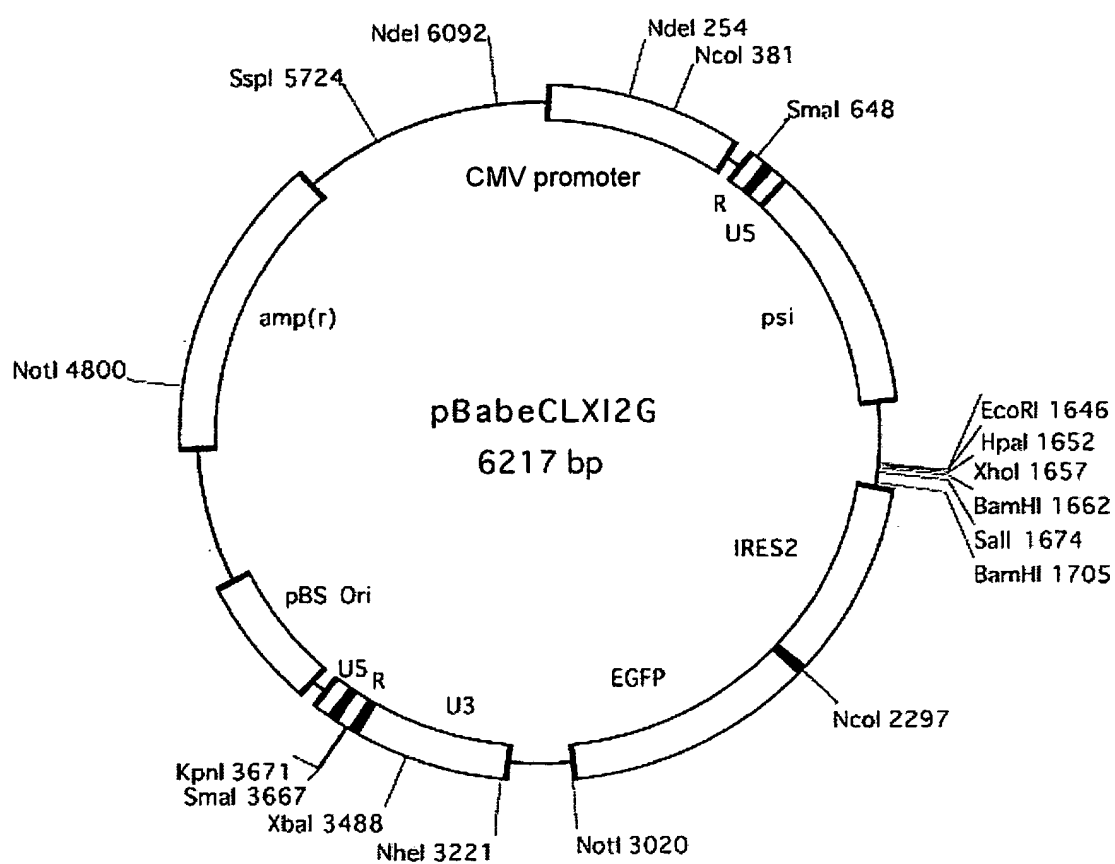 NdeI 6092
NdeI 254
NcoI 381
SspI 5724
SmaI 648
CMV promoter
R
U5
amp(r)
psi
NotI 4800
pBabeCLXI2G
6217 bp
EcoRI 1646
HpaI 1652
XhoI 1657
BamHI 1662
SalI 1674
BamHI 1705
IRES2
pBS Ori
U5
R
U3
EGFP
NcoI 2297
KpnI 3671
SmaI 3667
XbaI 3488
NheI 3221
NotI 3020